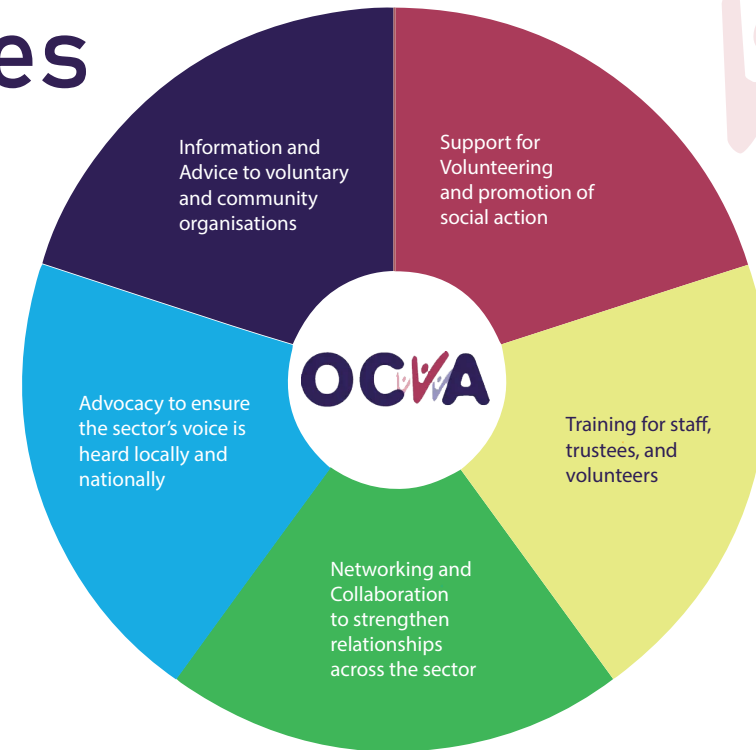 es
Information and
Advice to voluntary
and community
organisations
Support for
Volunteering
and promotion of
social action
Advocacy to ensure
the sector’s voice is
heard locally and
nationally
OCVA
Training for staff,
trustees, and
volunteers
Networking and
Collaboration
to strengthen
relationships
across the sector